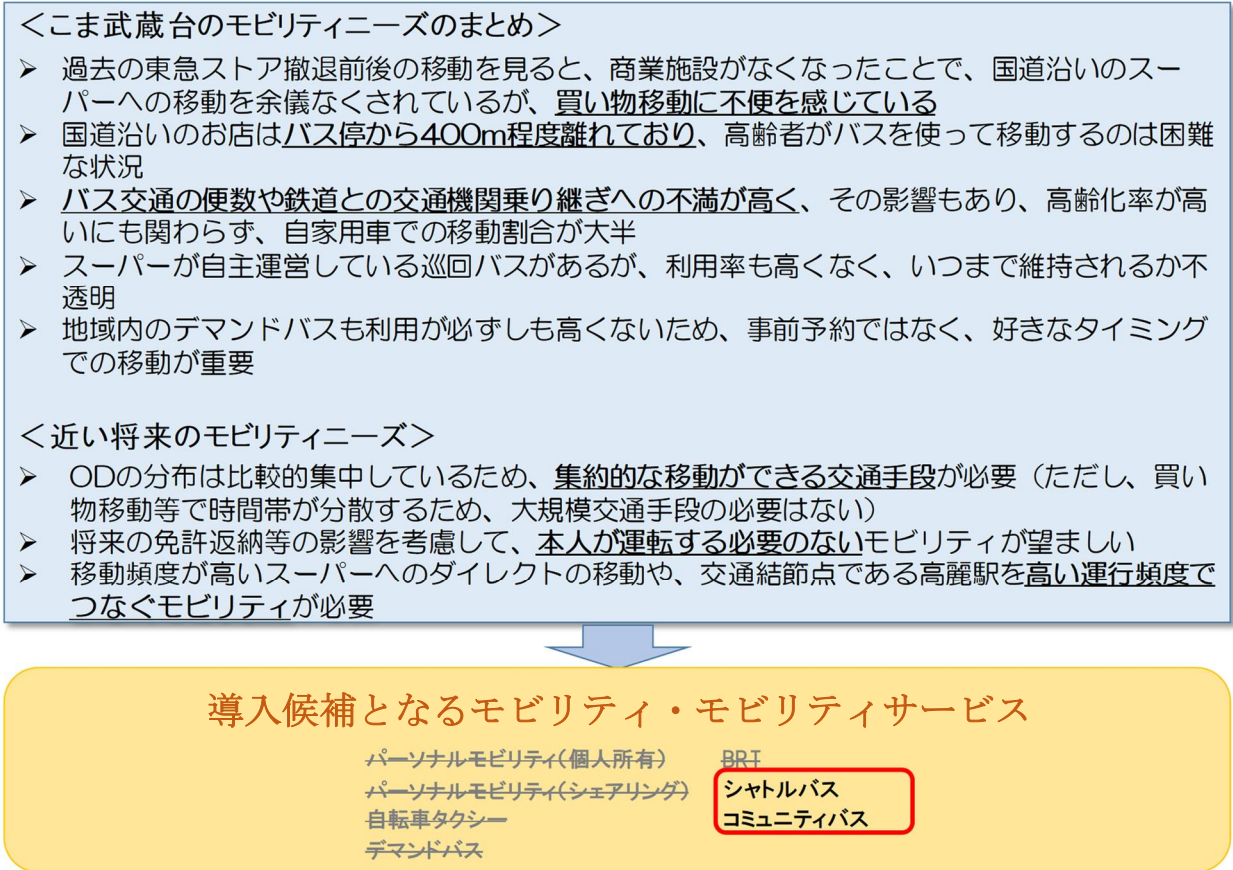 ＜こま武蔵台のモビリティニーズのまとめ＞
➢ 過去の東急ストア撤退前後の移動を見ると、商業施設がなくなったことで、国道沿いのスー
パーへの移動を余儀なくされているが、買い物移動に不便を感じている
➢ 国道沿いのお店はバス停から400m程度離れており、高齢者がバスを使って移動するのは困難
な状況
➢ バス交通の便数や鉄道との交通機関乗り継ぎへの不満が高く、その影響もあり、高齢化率が高
いにも関わらず、自家用車での移動割合が大半
➢ スーパーが自主運営している巡回バスがあるが、利用率も高くなく、いつまで維持されるか不
透明
➢ 地域内のデマンドバスも利用が必ずしも高くないため、事前予約ではなく、好きなタイミング
での移動が重要
＜近い将来のモビリティニーズ＞
➢ ODの分布は比較的集中しているため、集約的な移動ができる交通手段が必要（ただし、買い
物移動等で時間帯が分散するため、大規模交通手段の必要はない）
➢ 将来の免許返納等の影響を考慮して、本人が運転する必要のないモビリティが望ましい
➢ 移動頻度が高いスーパーへのダイレクトの移動や、交通結節点である高麗駅を高い運行頻度で
つなぐモビリティが必要
導入候補となるモビリティ・モビリティサービス
パーソナルモビリティ(個人所有)
パーソナルモビリティ(シェアリング)
自転車タクシー
デマンドバス
BRT
シャトルバス
コミュニティバス